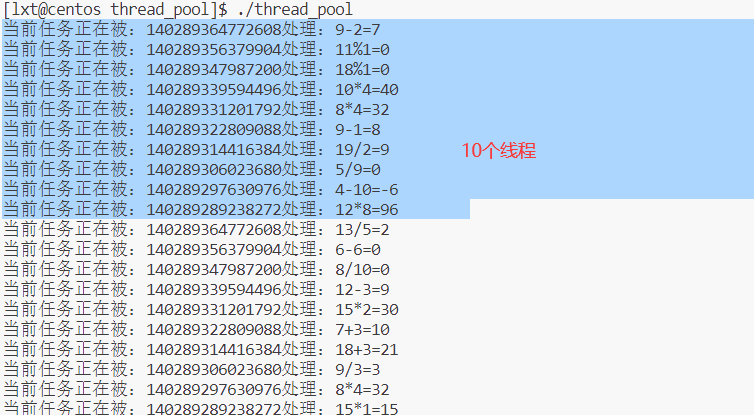 [lxt@centos thread_pool]$ ./thread_pool
当前任务正在被：140289364772608处理：9-2=7
当前任务正在被：140289356379904处理：11%1=0
当前任务正在被：140289347987200处理：18%1=0
当前任务正在被：140289339594496处理：10*4=40
当前任务正在被：140289331201792处理：8*4=32
当前任务正在被：140289322809088处理：9-1=8
当前任务正在被：140289314416384处理：19/2=9
当前任务正在被：140289306023680处理：5/9=0
当前任务正在被：140289297630976处理：4-10=-6
当前任务正在被：140289289238272处理：12*8=96
10个线程
当前任务正在被：140289364772608处理：13/5=2
当前任务正在被：140289356379904处理：6-6=0
当前任务正在被：140289347987200处理：8/10=0
当前任务正在被：140289339594496处理：12-3=9
当前任务正在被：140289331201792处理：15*2=30
当前任务正在被：140289322809088处理：7+3=10
当前任务正在被：140289314416384处理：18+3=21
当前任务正在被：140289306023680处理：9/3=3
当前任务正在被：140289297630976处理：8*4=32
当前任务正在被：140289289238272处理：15*1=15